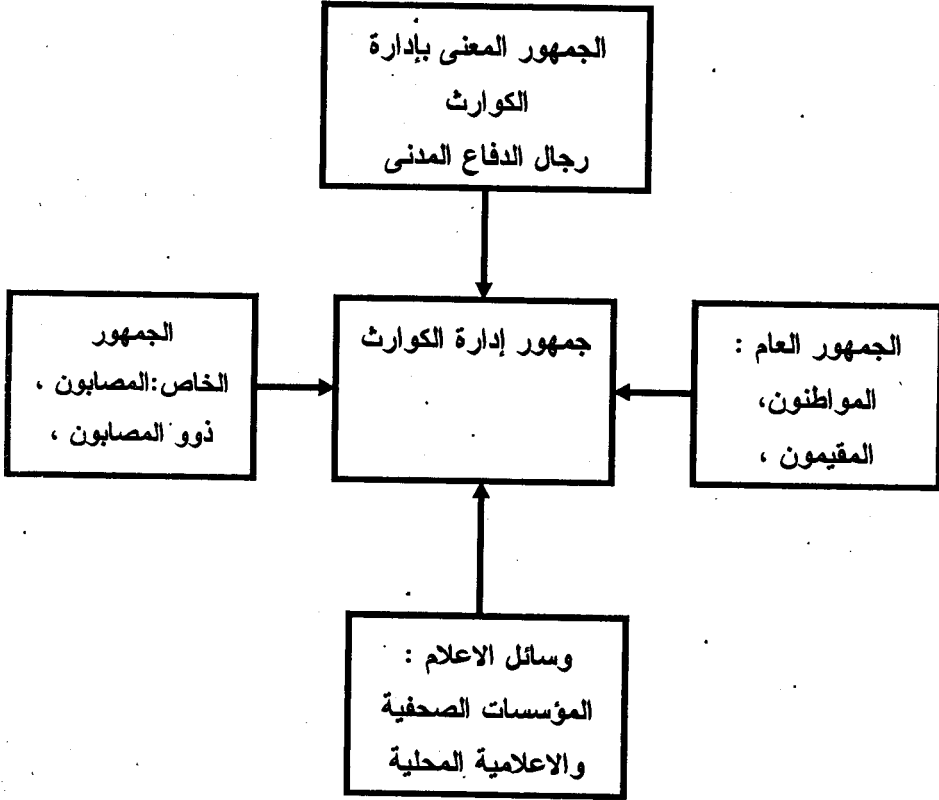 الجمهور المعنى بإدارة
الكوارث
رجال الدفاع المدنى
الجمهور العام :
المواطنون،
المقيمون ،
جمهور إدارة الكوارث
الجمهور
الخاص:المصابون ،
ذوو المصابون ،
وسائل الاعلام :
المؤسسات الصحفية
والاعلامية المحلية